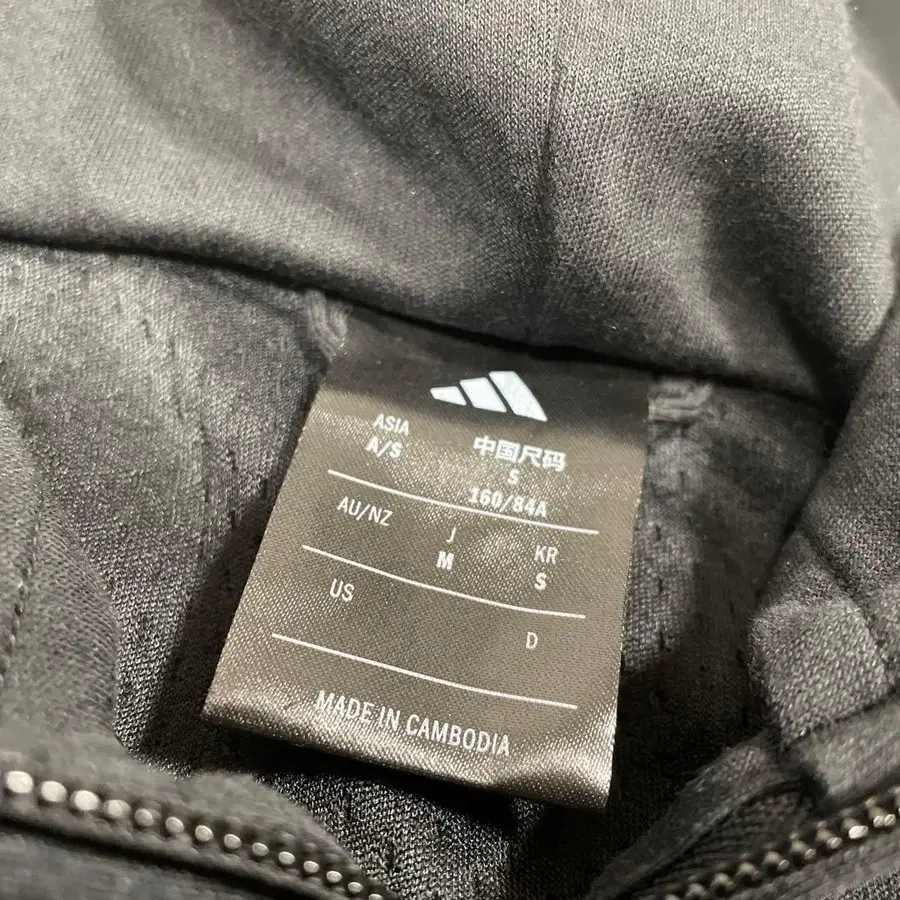 ASIA
A/S
中国尺码
S
160/84A
AU/NZ
J
M
KR
S
US
D
MADE IN CAMBODIA